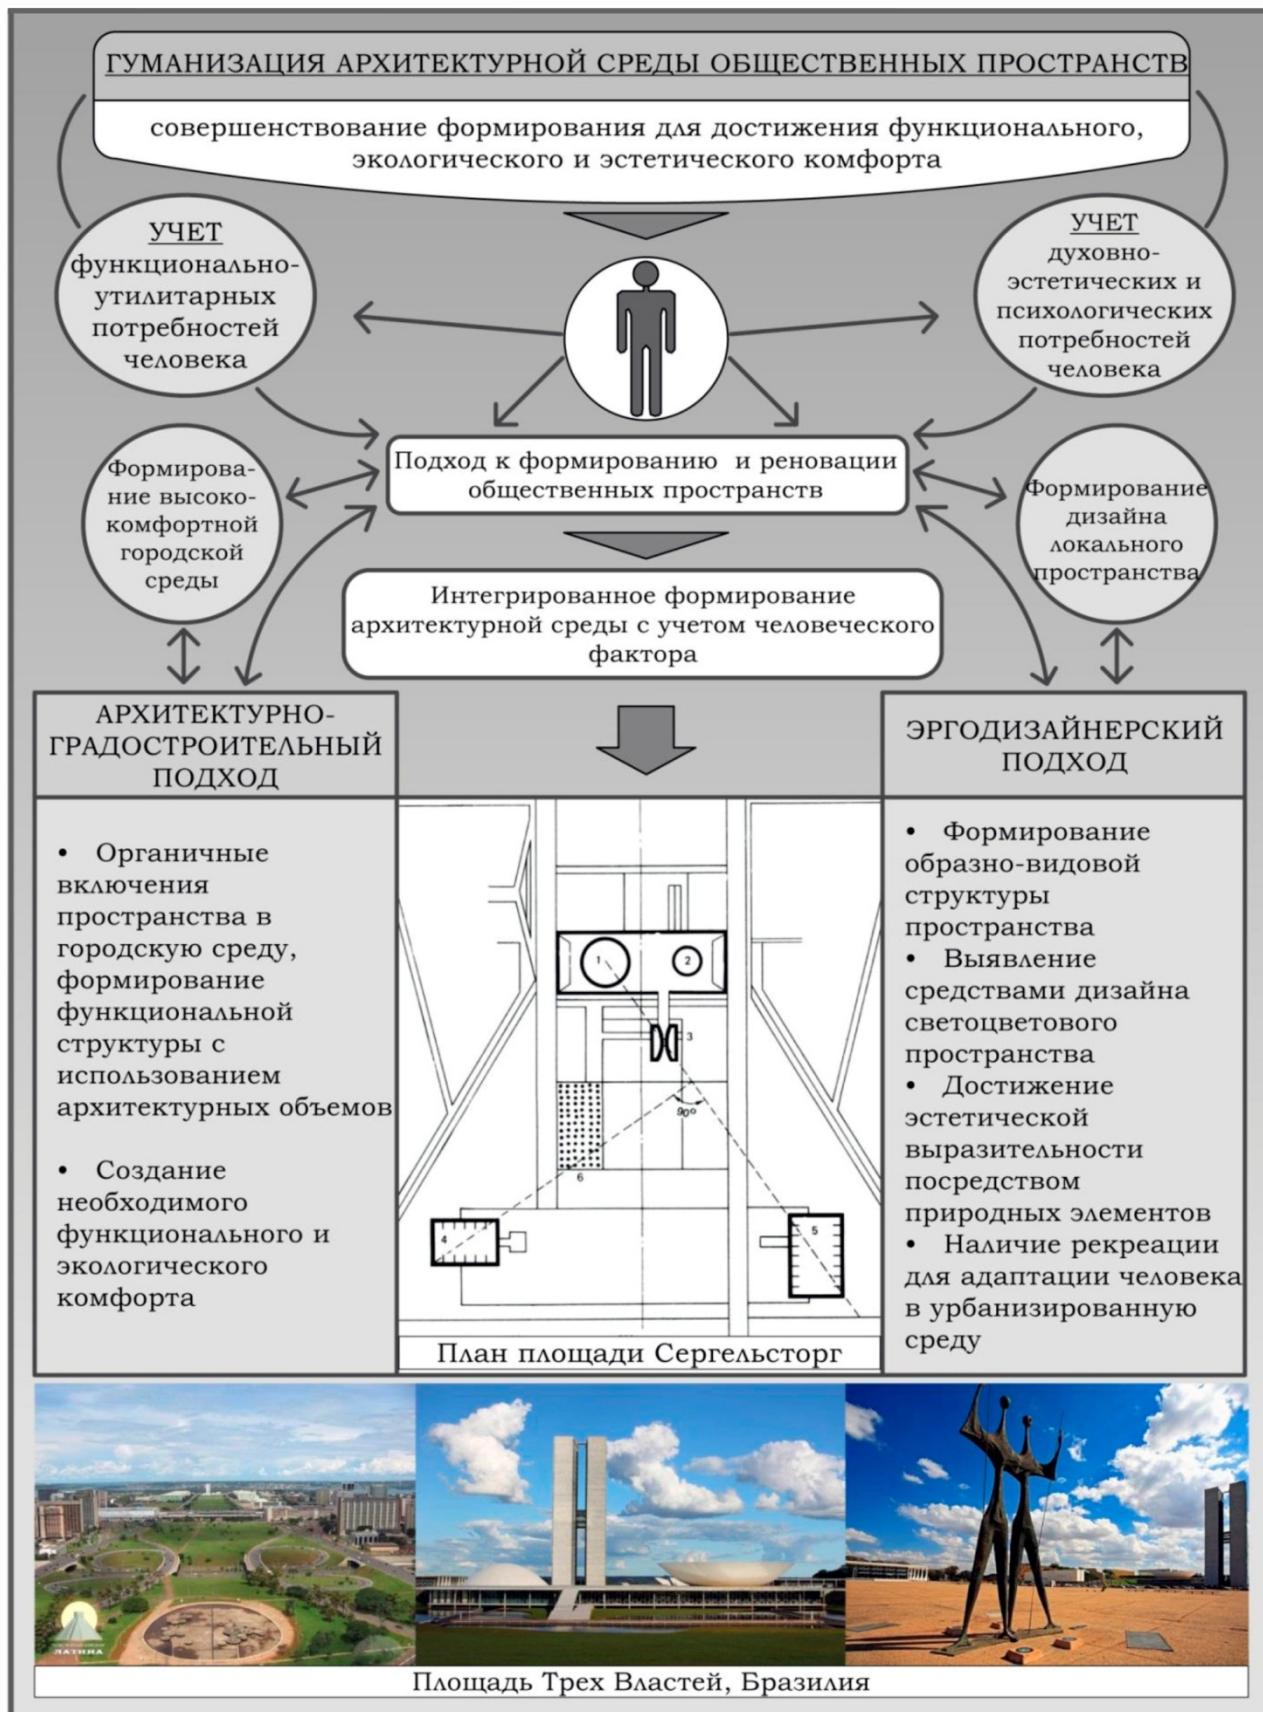 ГУМАНИЗАЦИЯ АРХИТЕКТУРНОЙ СРЕДЫ ОБЩЕСТВЕННЫХ ПРОСТРАНСТВ
совершенствование формирования для достижения функционального,
экологического и эстетического комфорта
УЧЕТ
функционально-
утилитарных
потребностей
человека
УЧЕТ
духовно-
эстетических и
психологических
потребностей
человека
Подход к формированию и реновации
общественных пространств
Формирова-
ние высоко-
комфортной
городской
среды
Формирование
дизайна
локального
пространства
Интегрированное формирование
архитектурной среды с учетом человеческого
фактора
АРХИТЕКТУРНО-
ГРАДОСТРОИТЕЛЬНЫЙ
ПОДХОД
• Органичные
включения
пространства в
городскую среду,
формирование
функциональной
структуры с
использованием
архитектурных объемов
• Создание
необходимого
функционального и
экологического
комфорта
1
2
3
90°
6
4
5
План площади Сергельсторг
ЭРГОДИЗАЙНЕРСКИЙ
ПОДХОД
• Формирование
образно-видовой
структуры
пространства
• Выявление
средствами дизайна
светоцветового
пространства
• Достижение
эстетической
выразительности
посредством
природных элементов
• Наличие рекреации
для адаптации человека
в урбанизированную
среду
ЛАТИНА
Площадь Трех Властей, Бразилия